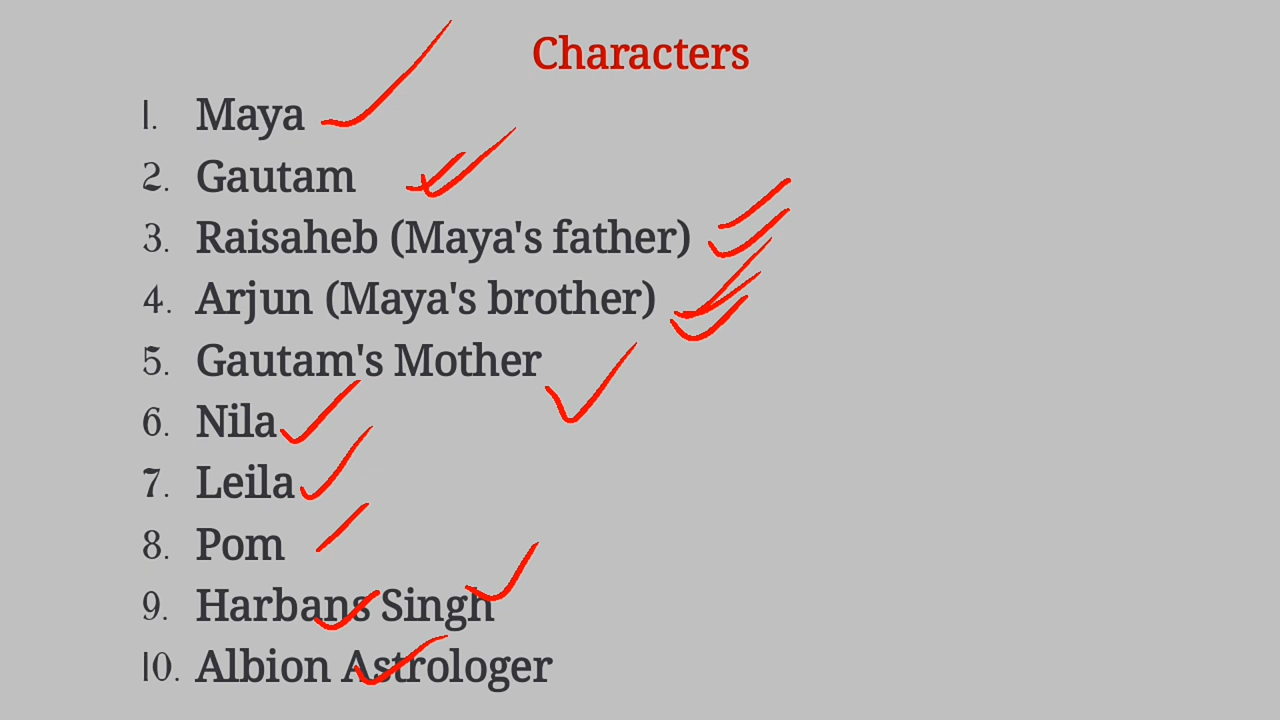 Characters
1. Maya
2. Gautam
3. Raisaheb (Maya's father)
4. Arjun (Maya's brother)
5. Gautam's Mother
6. Nila
7. Leila
8. Pom
9. Harbans Singh
10. Albion Astrologer